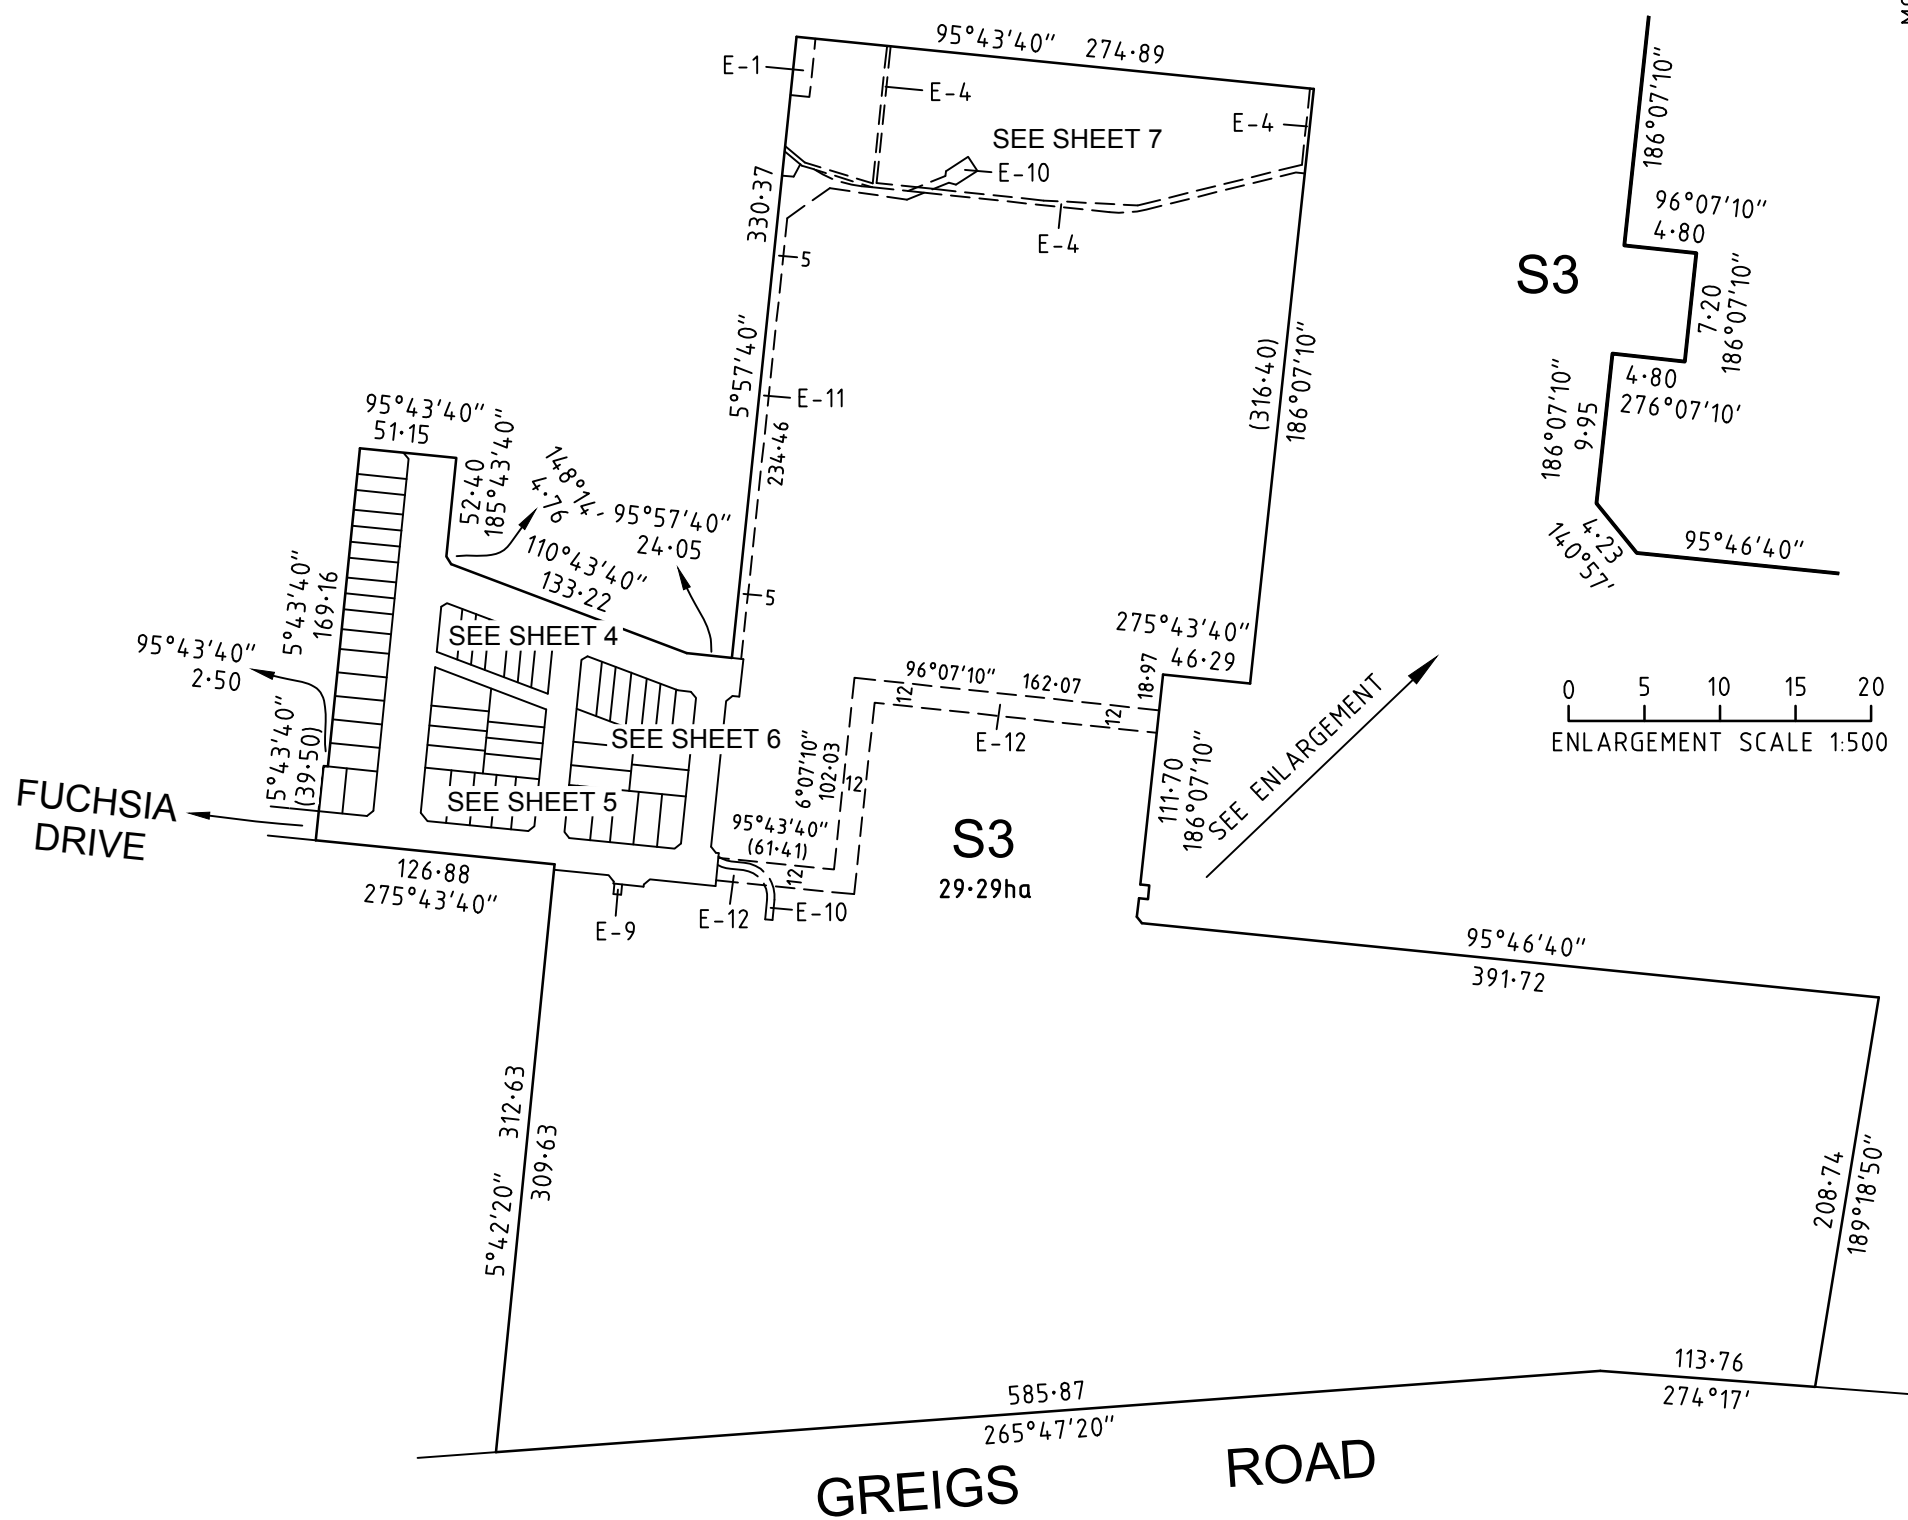 95°43'40" 274·89
E-1
E-4
E-4
SEE SHEET 7
E-10
E-4
330·37
5
5°57'40"
E-11
234·46
5
(316·40)
186°07'10"
186°07'10"
96°07'10"
4·80
S3
7·20
186°07'10"
4·80
276°07'10'
186°07'10"
9·95
4·23
140°57'
95°46'40"
95°43'40"
51·15
52·40
185°43'40"
148°14'
4·76
95°57'40"
24·05
110°43'40"
133·22
5°43'40"
169·16
SEE SHEET 4
95°43'40"
2·50
5°43'40"
(39·50)
SEE SHEET 6
SEE SHEET 5
FUCHSIA
DRIVE
126·88
275°43'40"
E-9
E-12
E-10
95°43'40"
(61·41)
12
6°07'10"
102·03
12
96°07'10" 162·07
12
12
E-12
18·97
275°43'40"
46·29
111·70
186°07'10"
SEE ENLARGEMENT
0 5 10 15 20
ENLARGEMENT SCALE 1:500
S3
29·29ha
95°46'40"
391·72
312·63
5°42'20"
309·63
208·74
189°18'50"
113·76
274°17'
585·87
265°47'20"
GREIGS ROAD